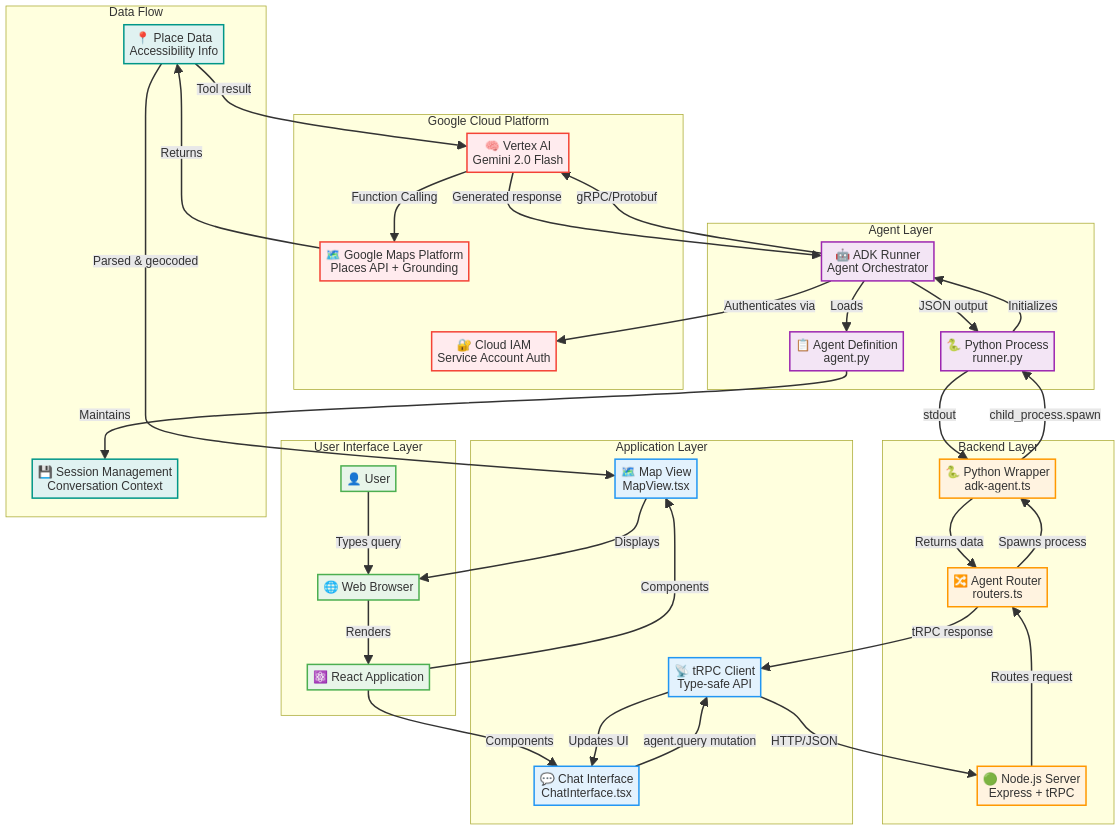 Data Flow
📍 Place Data
Accessibility Info
Tool result
Google Cloud Platform
🧠 Vertex AI
Gemini 2.0 Flash
Returns
Function Calling
Generated response
gRPC/Protobuf
Agent Layer
🗺️ Google Maps Platform
Places API + Grounding
🤖 ADK Runner
Agent Orchestrator
Parsed & geocoded
Authenticates via
Loads
JSON output
Initializes
🔐 Cloud IAM
Service Account Auth
📋 Agent Definition
agent.py
🐍 Python Process
runner.py
Maintains
stdout
child_process.spawn
User Interface Layer
Application Layer
Backend Layer
💾 Session Management
Conversation Context
👤 User
🗺️ Map View
MapView.tsx
🐍 Python Wrapper
adk-agent.ts
Types query
Displays
Returns data
Spawns process
🌐 Web Browser
Components
🔀 Agent Router
routers.ts
Renders
tRPC response
⚛️ React Application
📡 tRPC Client
Type-safe API
Routes request
Components
Updates UI
agent.query mutation
HTTP/JSON
💬 Chat Interface
ChatInterface.tsx
🟢 Node.js Server
Express + tRPC